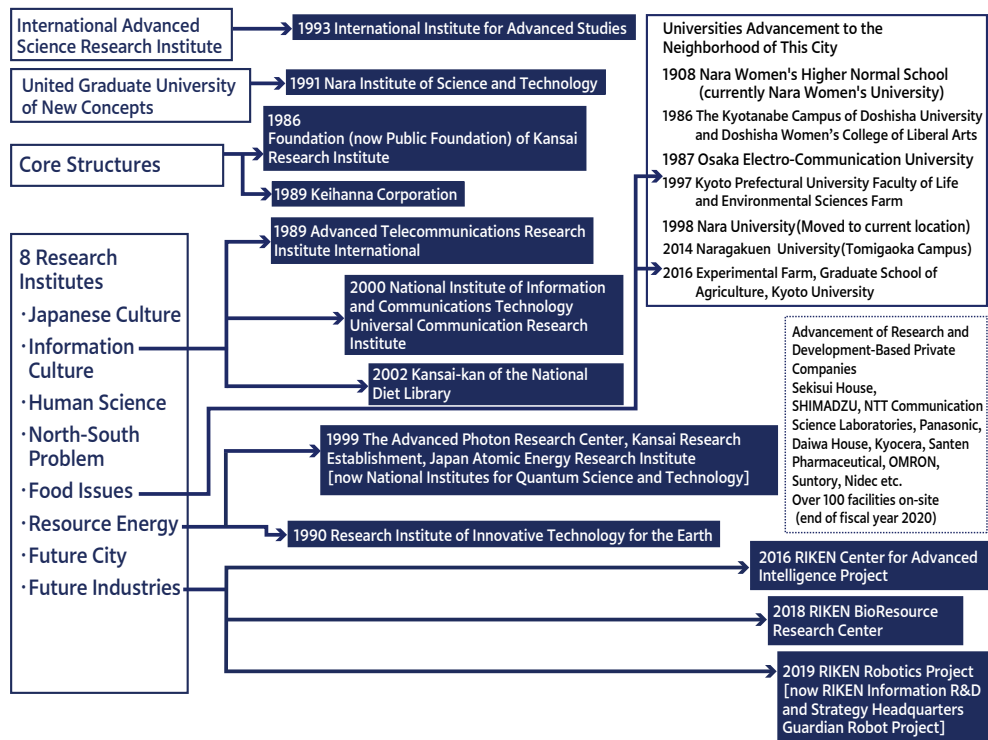 International Advanced
Science Research Institute
1993 International Institute for Advanced Studies
United Graduate University
of New Concepts
1991 Nara Institute of Science and Technology
Core Structures
1986
Foundation (now Public Foundation) of Kansai
Research Institute
1989 Keihanna Corporation
8 Research
Institutes
·Japanese Culture
·Information
Culture
·Human Science
·North-South
Problem
·Food Issues
·Resource Energy
·Future City
·Future Industries
1989 Advanced Telecommunications Research
Institute International
2000 National Institute of Information
and Communications Technology
Universal Communication Research
Institute
2002 Kansai-kan of the National
Diet Library
1999 The Advanced Photon Research Center, Kansai Research
Establishment, Japan Atomic Energy Research Institute
[now National Institutes for Quantum Science and Technology]
1990 Research Institute of Innovative Technology for the Earth
2016 RIKEN Center for Advanced
Intelligence Project
2018 RIKEN BioResource
Research Center
2019 RIKEN Robotics Project
[now RIKEN Information R&D
and Strategy Headquarters
Guardian Robot Project]
Universities Advancement to the
Neighborhood of This City
1908 Nara Women's Higher Normal School
(currently Nara Women's University)
1986 The Kyotanabe Campus of Doshisha University
and Doshisha Women's College of Liberal Arts
1987 Osaka Electro-Communication University
1997 Kyoto Prefectural University Faculty of Life
and Environmental Sciences Farm
1998 Nara University(Moved to current location)
2014 Naragakuen University(Tomigaoka Campus)
2016 Experimental Farm, Graduate School of
Agriculture, Kyoto University
Advancement of Research and
Development-Based Private
Companies
Sekisui House,
SHIMADZU, NTT Communication
Science Laboratories, Panasonic,
Daiwa House, Kyocera, Santen
Pharmaceutical, OMRON,
Suntory, Nidec etc.
Over 100 facilities on-site
(end of fiscal year 2020)